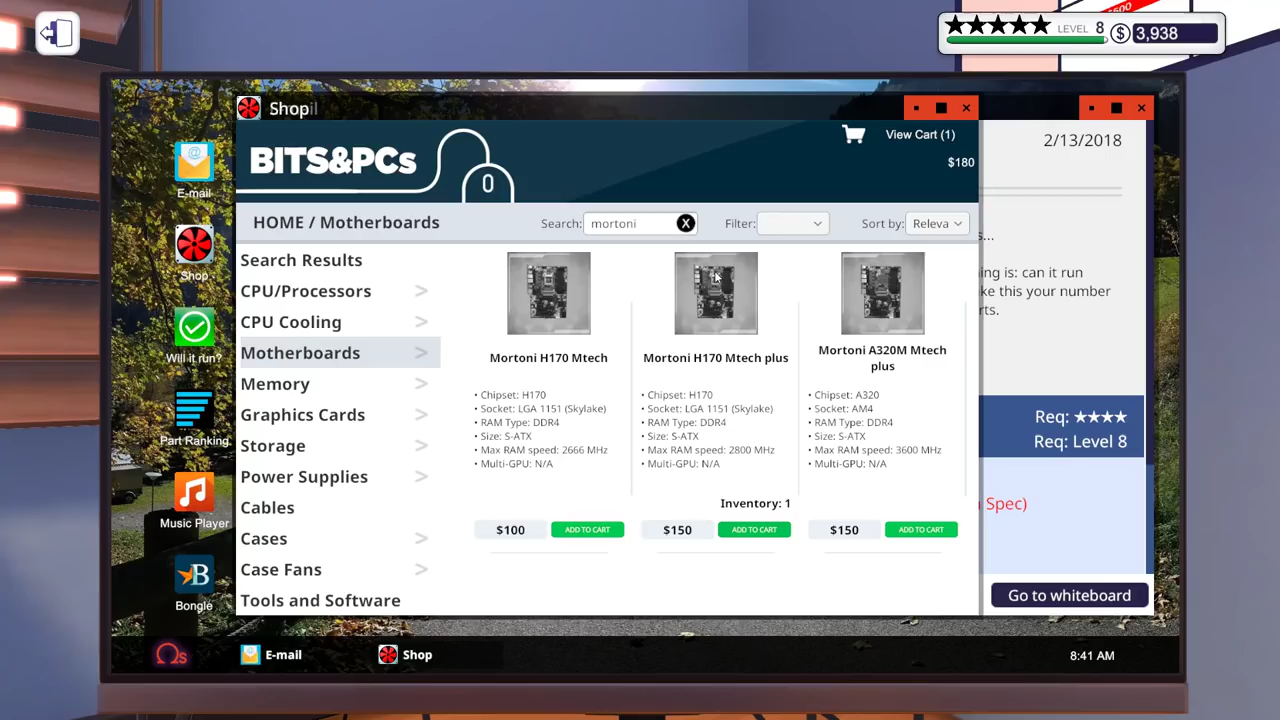 LEVEL 8
$ 3,938
$600
Shop
BITS&PCs
0
View Cart (1)
$180
2/13/2018
HOME / Motherboards
Search: mortoni X
Filter:
Sort by: Releva
E-mail
Shop
Will it run?
Part Ranking
Music Player
Bongle
Search Results
CPU/Processors >
CPU Cooling >
Motherboards >
Memory >
Graphics Cards >
Storage >
Power Supplies >
Cables
Cases >
Case Fans >
Tools and Software
Mortoni H170 Mtech
• Chipset: H170
• Socket: LGA 1151 (Skylake)
• RAM Type: DDR4
• Size: S-ATX
• Max RAM speed: 2666 MHz
• Multi-GPU: N/A
$100
ADD TO CART
Mortoni H170 Mtech plus
• Chipset: H170
• Socket: LGA 1151 (Skylake)
• RAM Type: DDR4
• Size: S-ATX
• Max RAM speed: 2800 MHz
• Multi-GPU: N/A
Inventory: 1
$150
ADD TO CART
Mortoni A320M Mtech
plus
• Chipset: A320
• Socket: AM4
• RAM Type: DDR4
• Size: S-ATX
• Max RAM speed: 3600 MHz
• Multi-GPU: N/A
$150
ADD TO CART
...
ing is: can it run
ke this your number
rts.
Req: ★★★★
Req: Level 8
Spec)
Go to whiteboard
Ωs
E-mail
Shop
8:41 AM